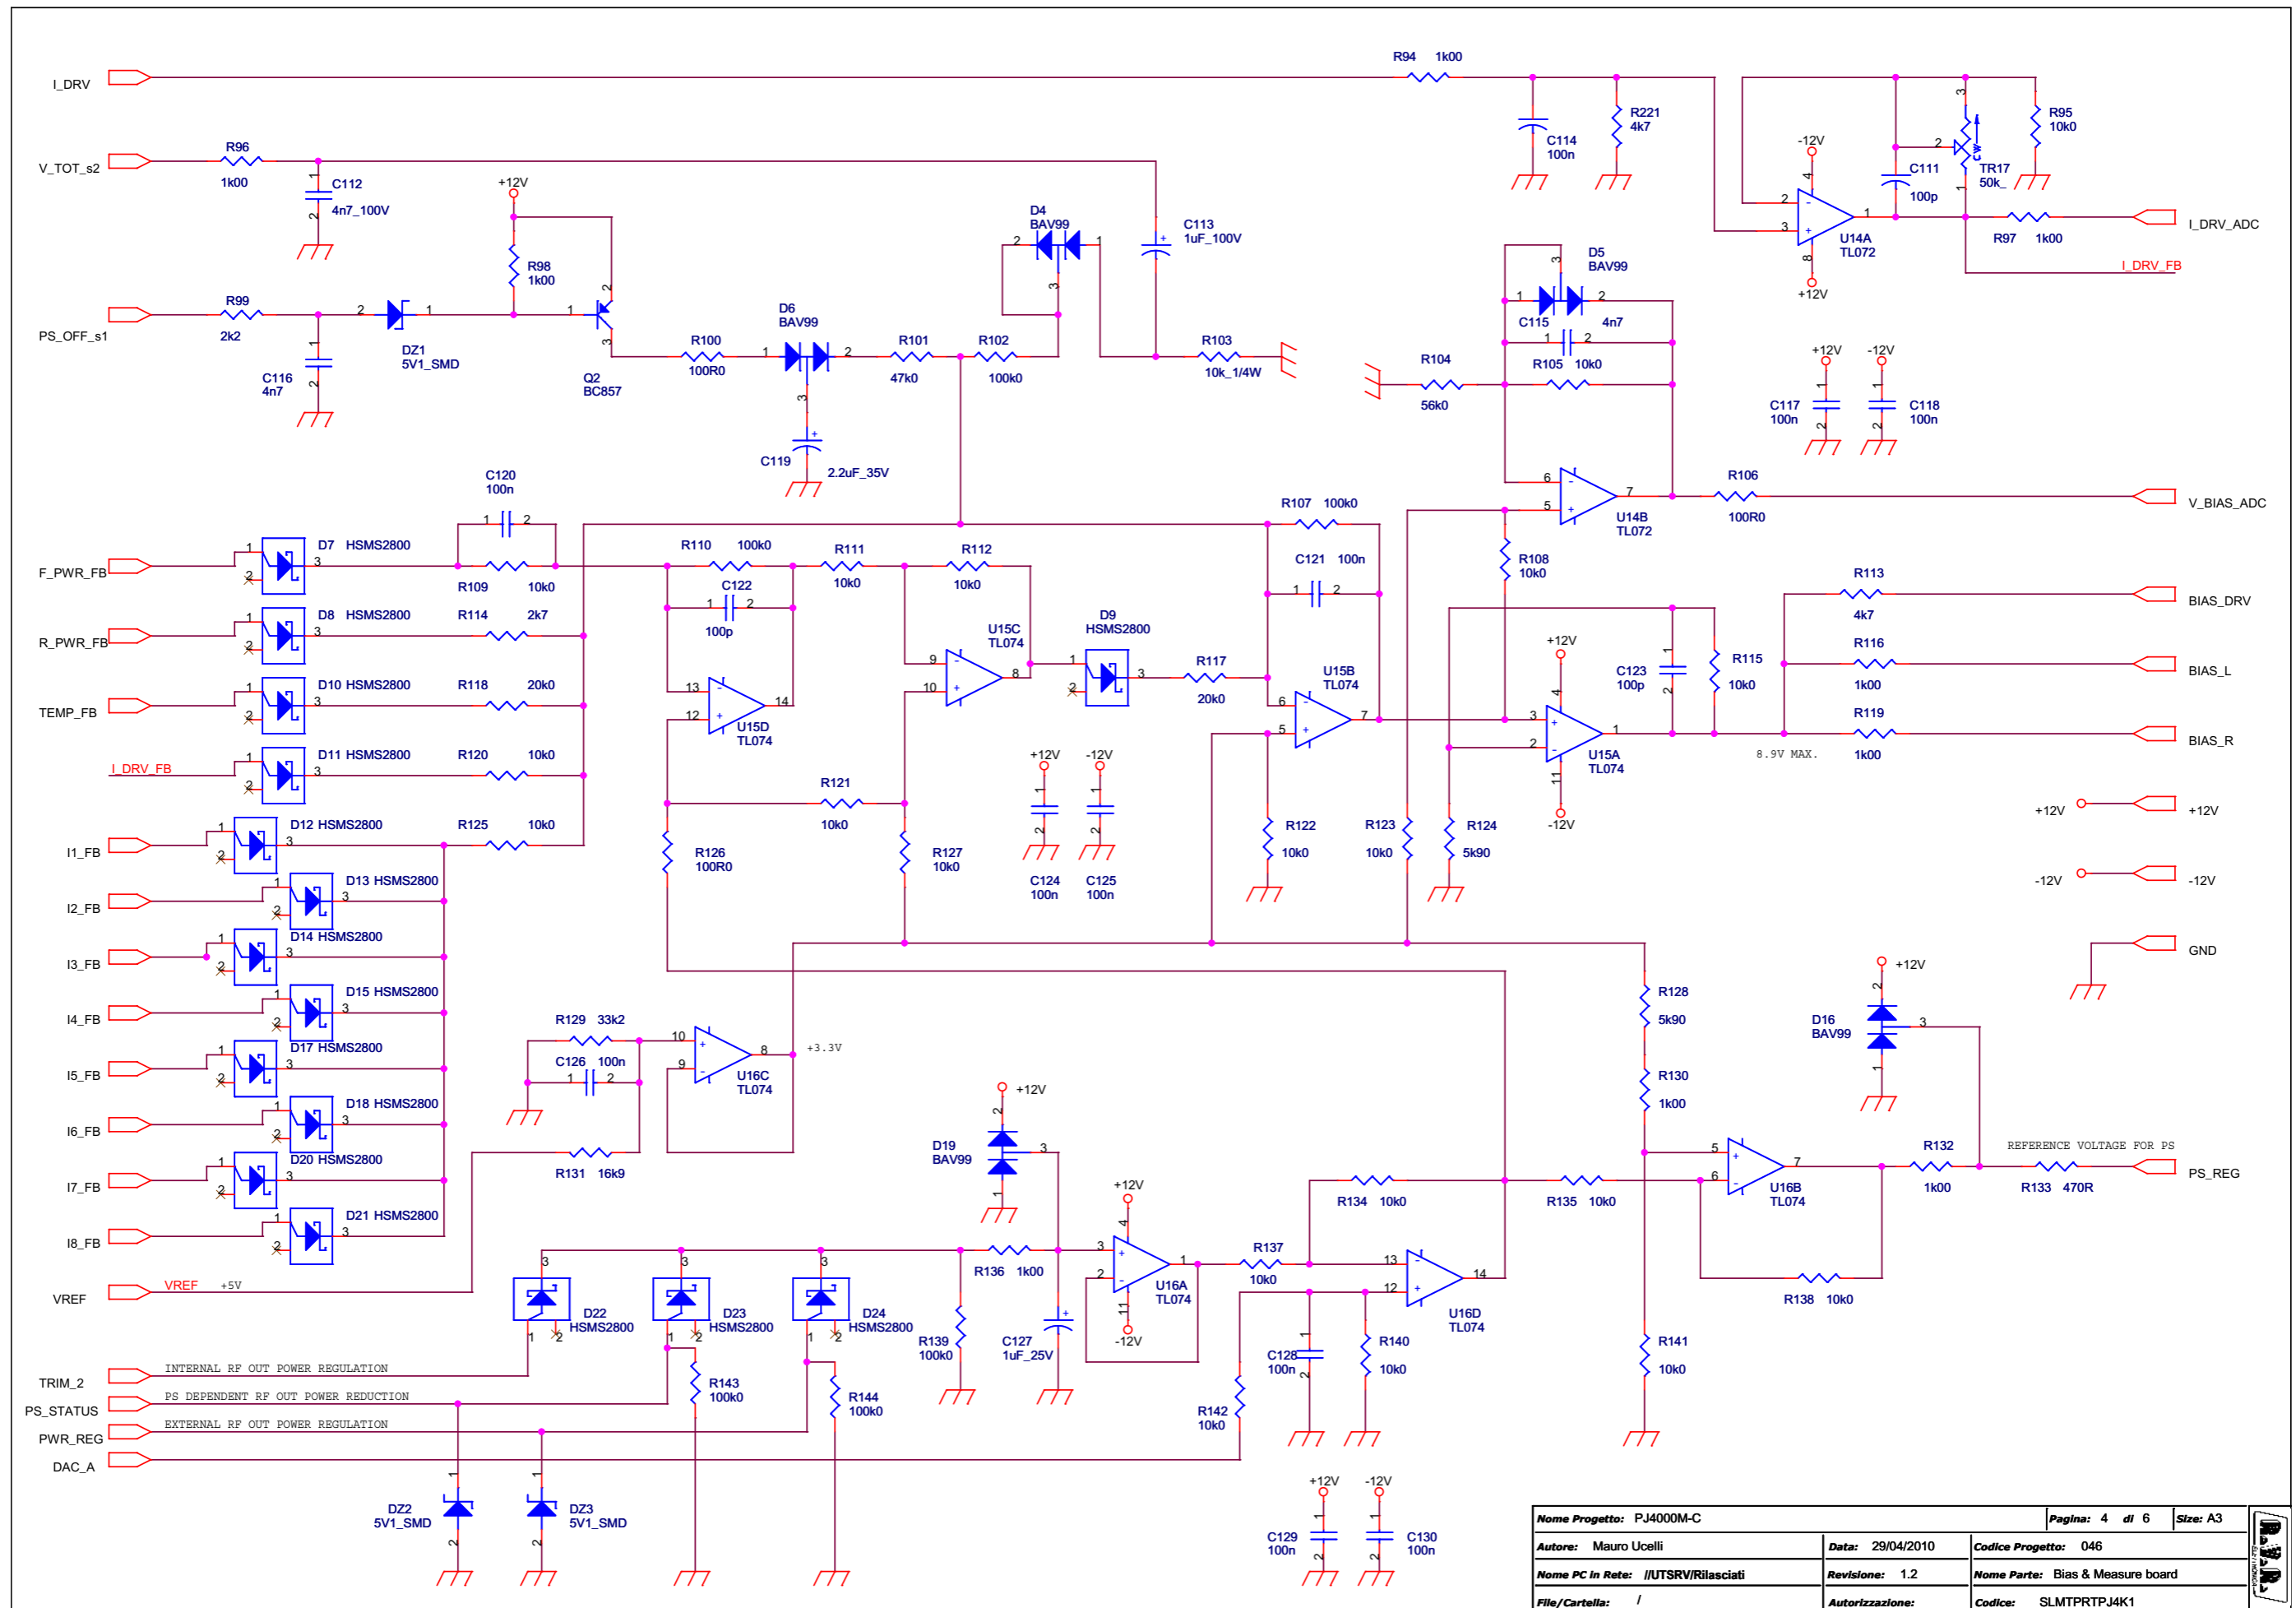 I_DRV
R94 1k00
R221
4k7
C114
100n
-12V
C111
100p
TR17
50k_
CW
R95
10k0
U14A
TL072
+12V
R97 1k00
I_DRV_ADC
I_DRV_FB
V_TOT_s2
R96
1k00
C112
4n7_100V
+12V
R98
1k00
D4
BAV99
C113
1uF_100V
D5
BAV99
C115 4n7
PS_OFF_s1
R99
2k2
C116
4n7
DZ1
5V1_SMD
Q2
BC857
R100
100R0
D6
BAV99
C119
2.2uF_35V
R101
47k0
R102
100k0
R103
10k_1/4W
R104
56k0
R105 10k0
+12V
C117
100n
-12V
C118
100n
U14B
TL072
R106
100R0
V_BIAS_ADC
C120
100n
R107 100k0
C121 100n
F_PWR_FB
D7 HSMS2800
R109 10k0
R110 100k0
C122
100p
R111
10k0
R112
10k0
R108
10k0
R_PWR_FB
D8 HSMS2800
R114 2k7
U15C
TL074
D9
HSMS2800
R117
20k0
U15B
TL074
TEMP_FB
D10 HSMS2800
R118 20k0
U15D
TL074
I_DRV_FB
D11 HSMS2800
R120 10k0
+12V
U15A
TL074
-12V
C123
100p
R115
10k0
8.9V MAX.
R113
4k7
BIAS_DRV
R116
1k00
BIAS_L
R119
1k00
BIAS_R
+12V
+12V
-12V
-12V
GND
R121
10k0
+12V
C124
100n
-12V
C125
100n
R122
10k0
R123
10k0
R124
5k90
I1_FB
D12 HSMS2800
R125 10k0
R126
100R0
R127
10k0
I2_FB
D13 HSMS2800
I3_FB
D14 HSMS2800
I4_FB
D15 HSMS2800
I5_FB
D17 HSMS2800
I6_FB
D18 HSMS2800
I7_FB
D20 HSMS2800
I8_FB
D21 HSMS2800
R129 33k2
C126 100n
R131 16k9
U16C
TL074
+3.3V
R128
5k90
R130
1k00
+12V
D16
BAV99
+12V
D19
BAV99
U16B
TL074
R132
1k00
REFERENCE VOLTAGE FOR PS
R133 470R
PS_REG
R134 10k0
R135 10k0
R138 10k0
VREF
VREF +5V
D22
HSMS2800
D23
HSMS2800
D24
HSMS2800
R136 1k00
+12V
U16A
TL074
-12V
R137
10k0
U16D
TL074
R139
100k0
C127
1uF_25V
C128
100n
R140
10k0
R141
10k0
R142
10k0
TRIM_2
INTERNAL RF OUT POWER REGULATION
PS_STATUS
PS DEPENDENT RF OUT POWER REDUCTION
PWR_REG
EXTERNAL RF OUT POWER REGULATION
DAC_A
R143
100k0
R144
100k0
DZ2
5V1_SMD
DZ3
5V1_SMD
+12V
C129
100n
-12V
C130
100n
Nome Progetto: PJ4000M-C
Pagina: 4 di 6
Size: A3
Autore: Mauro Ucelli
Data: 29/04/2010
Codice Progetto: 046
Nome PC in Rete: //UTSRV/Rilasciati
Revisione: 1.2
Nome Parte: Bias & Measure board
File/Cartella: /
Autorizzazione:
Codice: SLMTPRTPJ4K1
R.V.R.